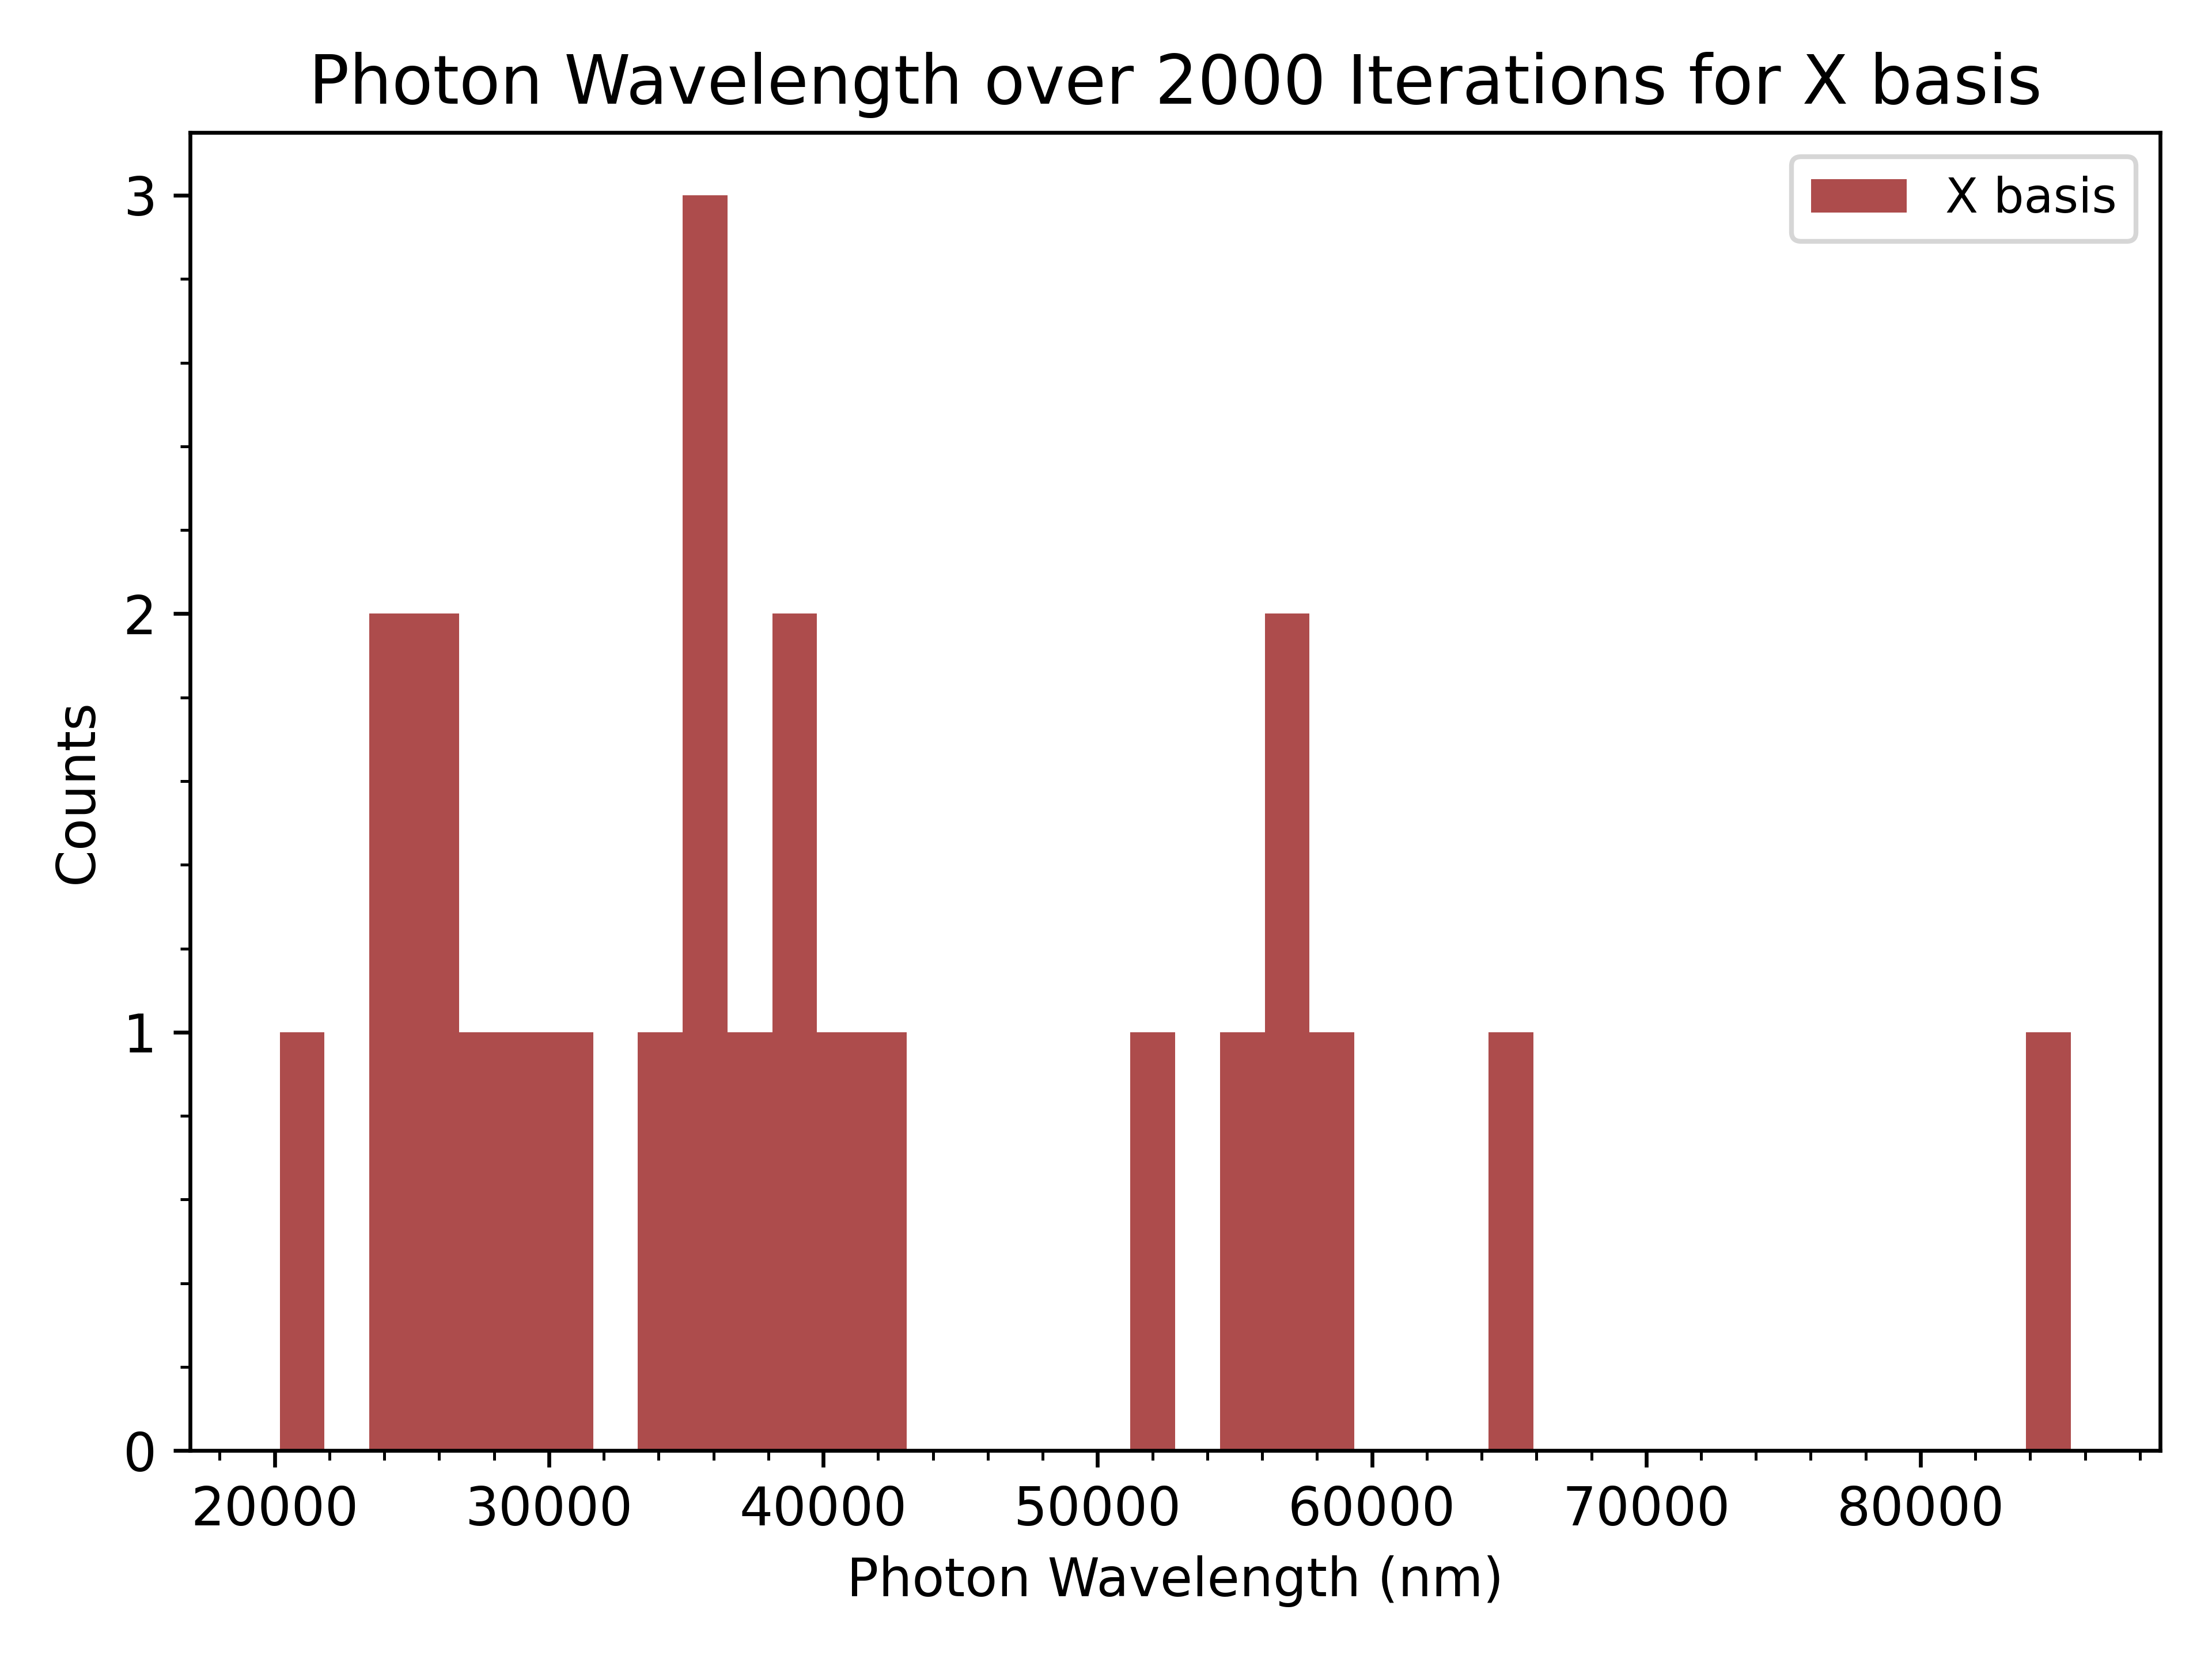 Photon Wavelength over 2000 Iterations for X basis
X basis
3
2
1
0
Counts
20000 30000 40000 50000 60000 70000 80000
Photon Wavelength (nm)